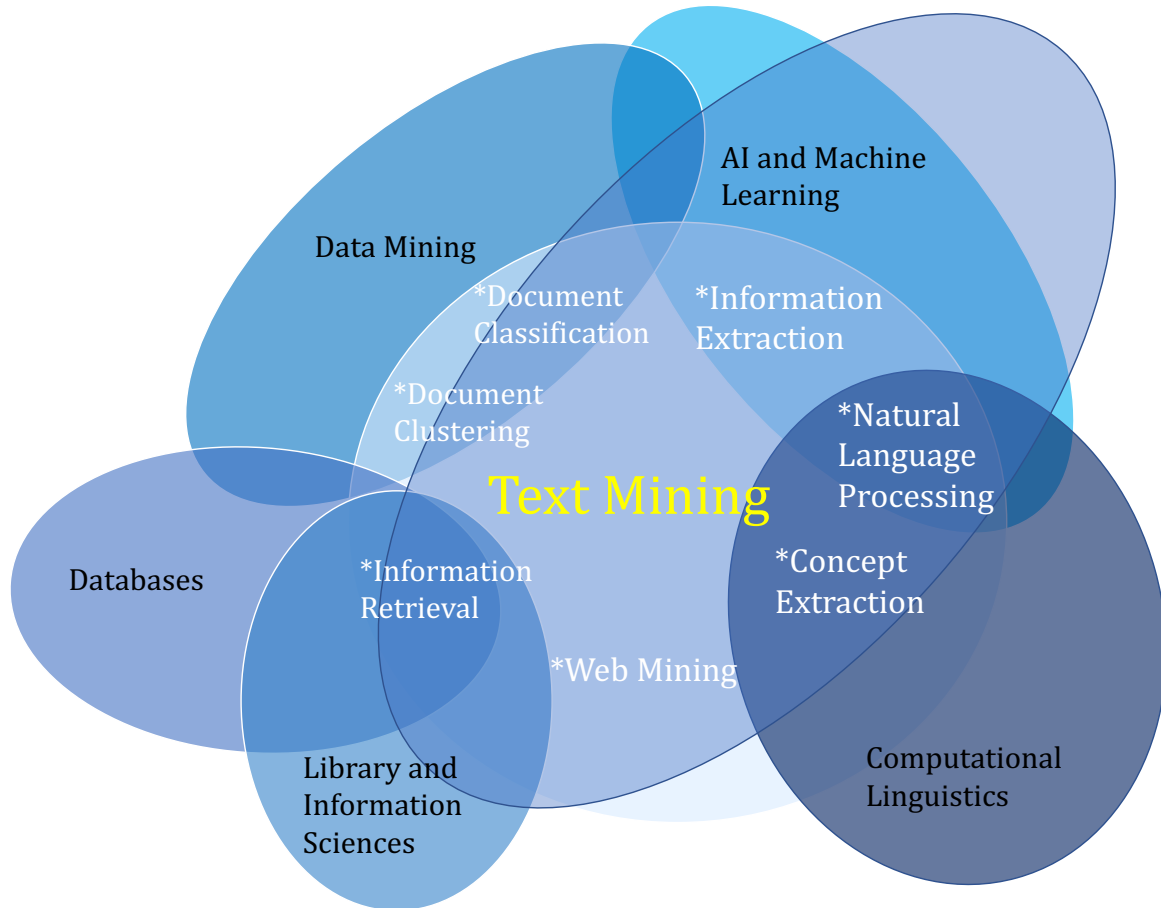 AI and Machine
Learning
Data Mining
*Document
Classification
*Information
Extraction
*Document
Clustering
*Natural
Language
Processing
Text Mining
*Concept
Extraction
Databases
*Information
Retrieval
*Web Mining
Library and
Information
Sciences
Computational
Linguistics